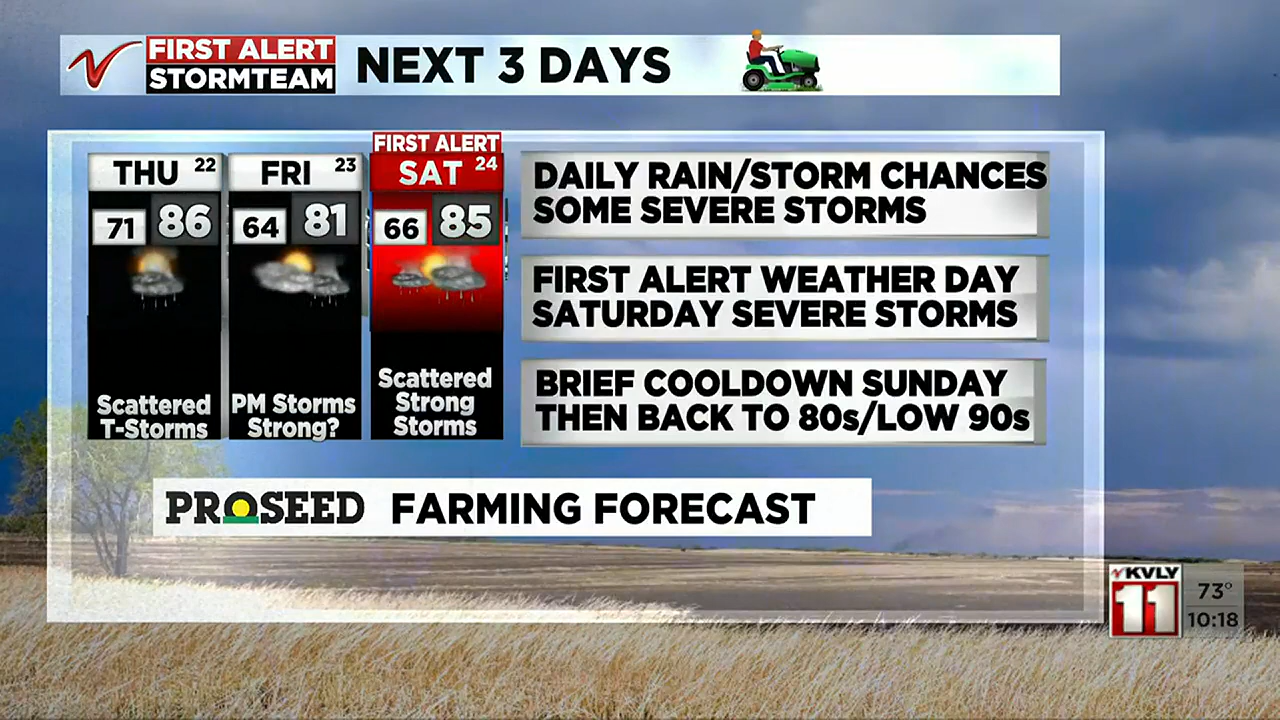 FIRST ALERT
STORMTEAM
NEXT 3 DAYS
THU 22
71 86
Scattered
T-Storms
FRI 23
64 81
PM Storms
Strong?
FIRST ALERT
SAT 24
66 85
Scattered
Strong
Storms
DAILY RAIN/STORM CHANCES
SOME SEVERE STORMS
FIRST ALERT WEATHER DAY
SATURDAY SEVERE STORMS
BRIEF COOLDOWN SUNDAY
THEN BACK TO 80s/LOW 90s
PROSEED FARMING FORECAST
KVLY
11
73°
10:18